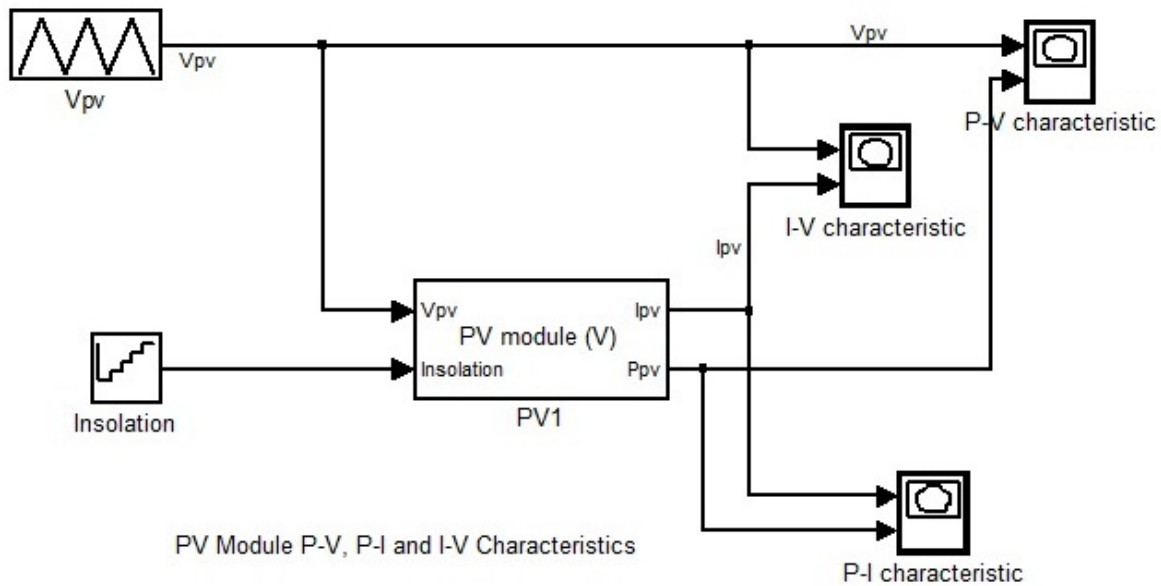 Vpv
Vpv
Vpv
P-V characteristic
I-V characteristic
Ipv
Vpv
Ipv
PV module (V)
Insolation
Ppv
PV1
Insolation
PV Module P-V, P-I and I-V Characteristics
P-I characteristic